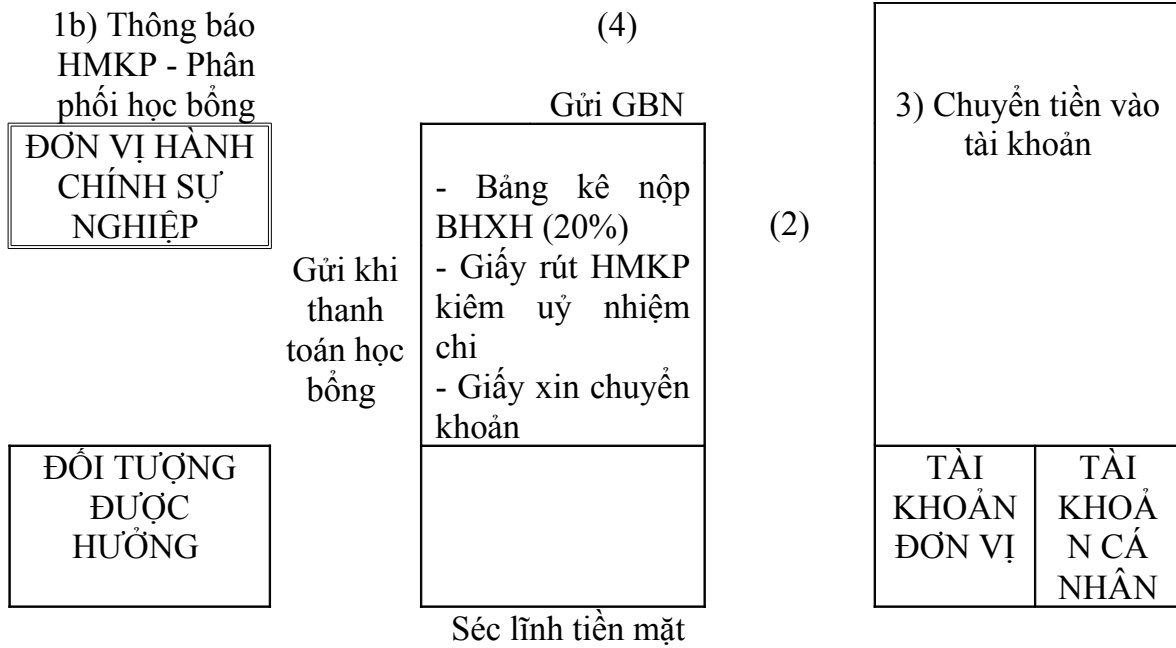 1b) Thông báo
HMKP - Phân
phối học bổng
(4)
Gửi GBN
3) Chuyển tiền vào
tài khoản
ĐƠN VỊ HÀNH
CHÍNH SỰ
NGHIỆP
Gửi khi
thanh
toán học
bổng
- Bảng kê nộp
BHXH (20%)
- Giấy rút HMKP
kiêm uỷ nhiệm
chi
- Giấy xin chuyển
khoản
(2)
ĐỐI TƯỢNG
ĐƯỢC
HƯỞNG
TÀI
KHOẢN
ĐƠN VỊ
TÀI
KHOẢ
N CÁ
NHÂN
Séc lĩnh tiền mặt